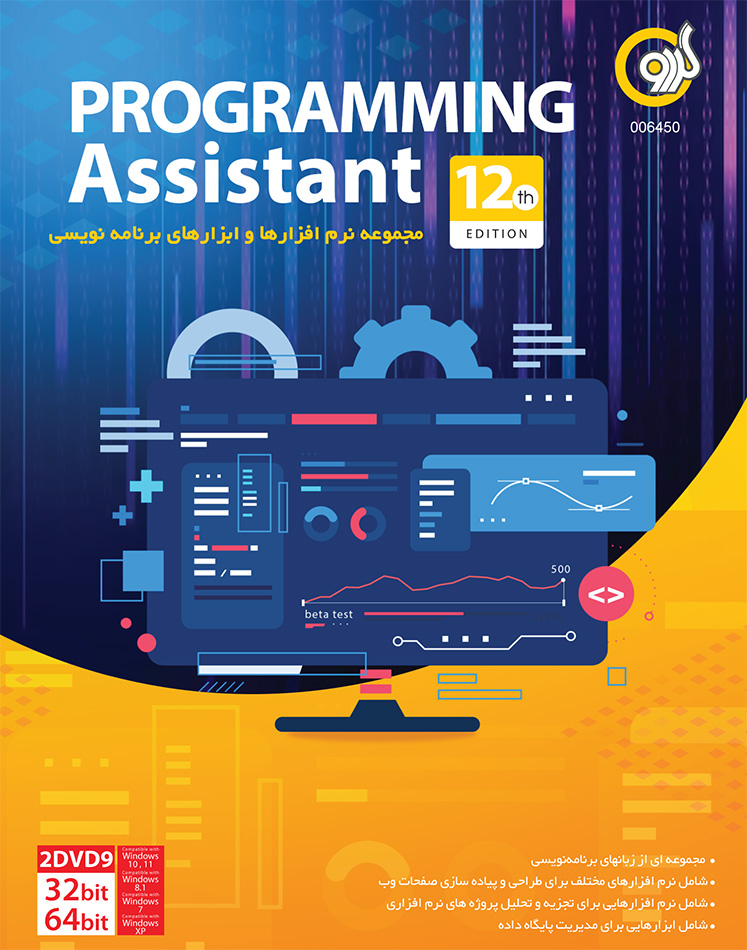 گردو
006450
PROGRAMMING
Assistant
12th
EDITION
مجموعه نرم افزارها و ابزارهای برنامه نویسی
500
beta test
<>
2DVD9
32bit
64bit
Compatible with
Windows
10 , 11
Compatible with
Windows
8.1
Compatible with
Windows
7
Compatible with
Windows
XP
• مجموعه ای از زبانهای برنامه‌نویسی
• شامل نرم افزارهای مختلف برای طراحی و پیاده سازی صفحات وب
• شامل نرم افزارهایی برای تجزیه و تحلیل پروژه های نرم افزاری
• شامل ابزارهایی برای مدیریت پایگاه داده